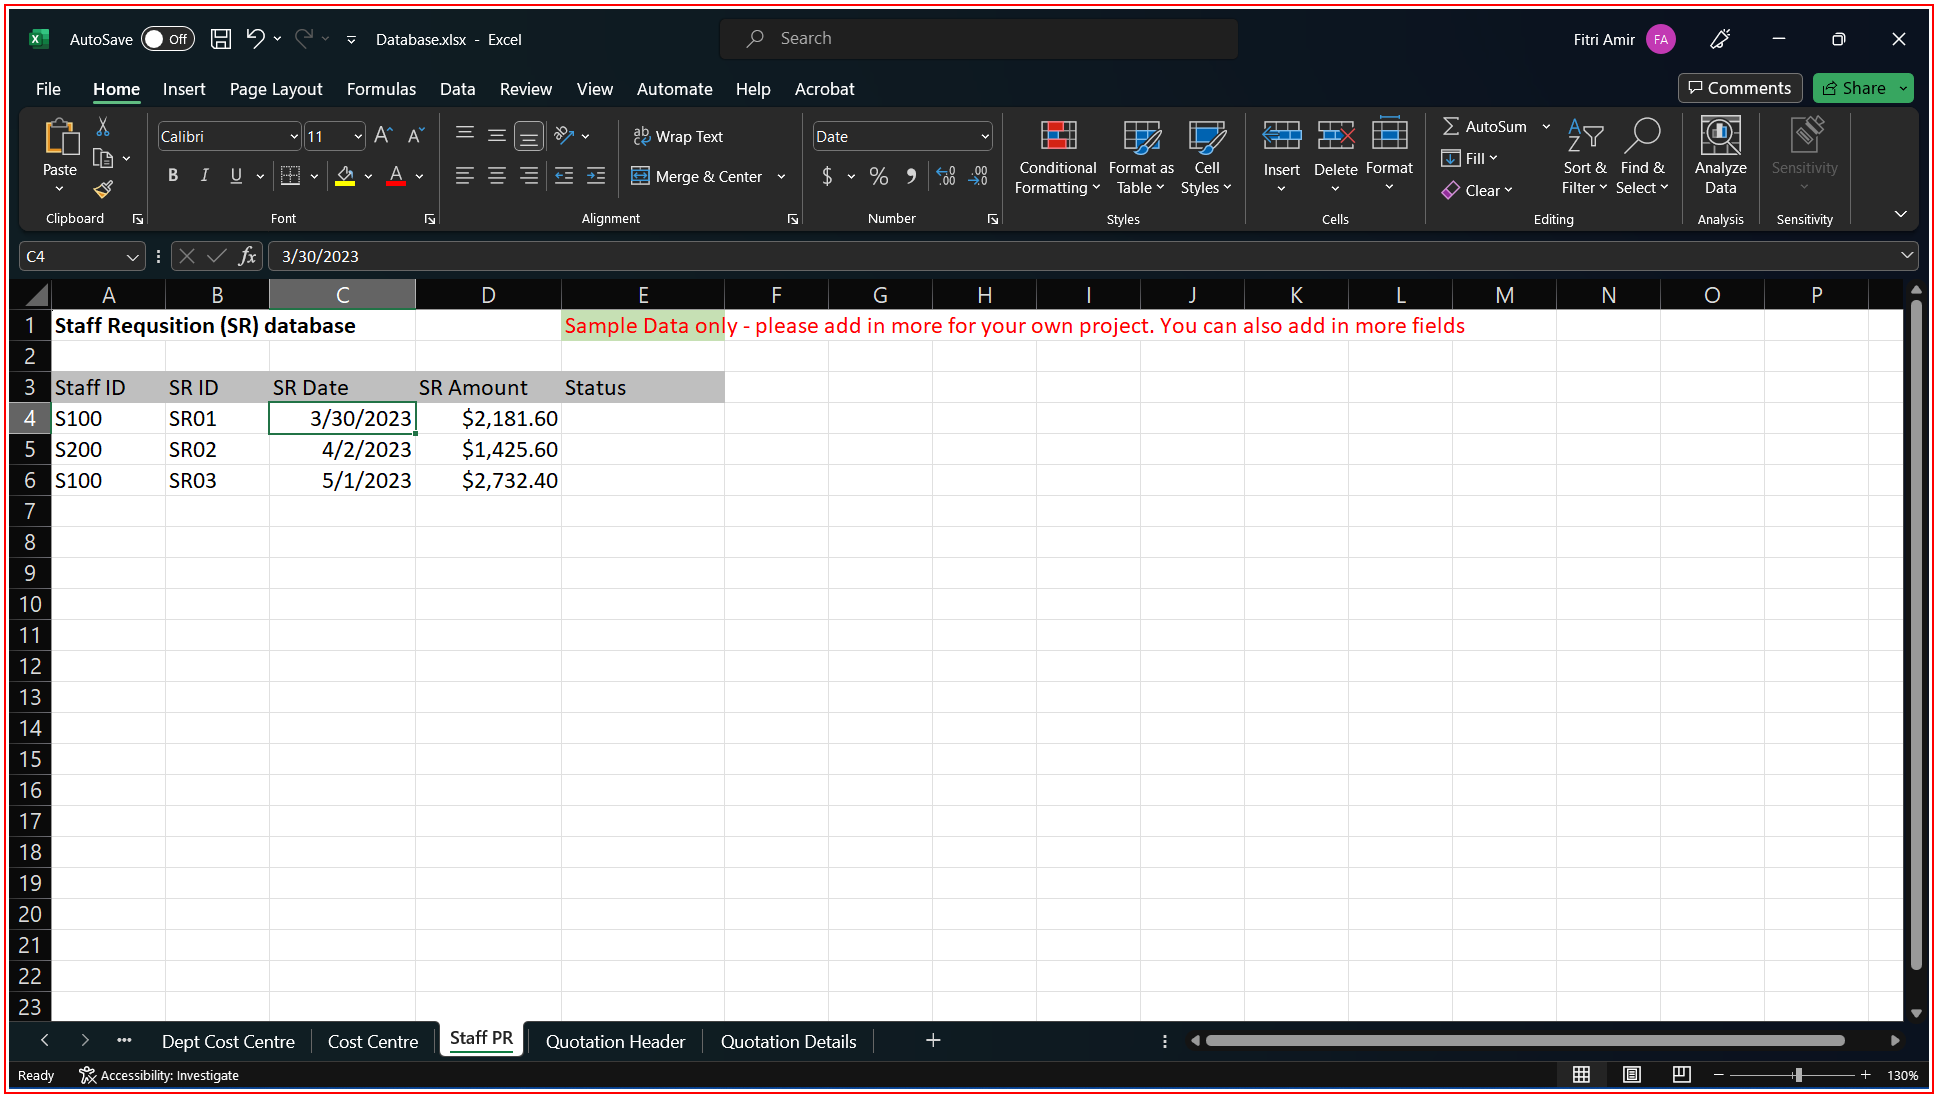 AutoSave Off Database.xlsx - Excel Search Fitri Amir FA
File Home Insert Page Layout Formulas Data Review View Automate Help Acrobat Comments Share
Paste Calibri 11 Wrap Text Date Conditional Formatting Format as Table Cell Styles Insert Delete Format AutoSum Sort & Filter Find & Select Analyze Data Sensitivity
B I U A Merge & Center $ % Fill Clear
Clipboard Font Alignment Number Styles Cells Editing Analysis Sensitivity
C4 fx 3/30/2023
A B C D E F G H I J K L M N O P
1 Staff Requsition (SR) database Sample Data only - please add in more for your own project. You can also add in more fields
2
3 Staff ID SR ID SR Date SR Amount Status
4 S100 SR01 3/30/2023 $2,181.60
5 S200 SR02 4/2/2023 $1,425.60
6 S100 SR03 5/1/2023 $2,732.40
7
8
9
10
11
12
13
14
15
16
17
18
19
20
21
22
23
Dept Cost Centre Cost Centre Staff PR Quotation Header Quotation Details
Ready Accessibility: Investigate 130%